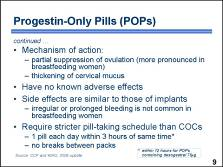 Progestin-Only Pills (POPs)
continued ...
• Mechanism of action:
– partial suppression of ovulation (more pronounced in
breastfeeding women)
– thickening of cervical mucus
• Have no known adverse effects
• Side effects are similar to those of implants
– irregular or prolonged bleeding is not common in
breastfeeding women
• Require stricter pill-taking schedule than COCs
– 1 pill each day within 3 hours of same time*
– no breaks between packs
* within 12 hours for POPs
containing desogestrel 75µg
Source: CCP and WHO, 2008 update.
9